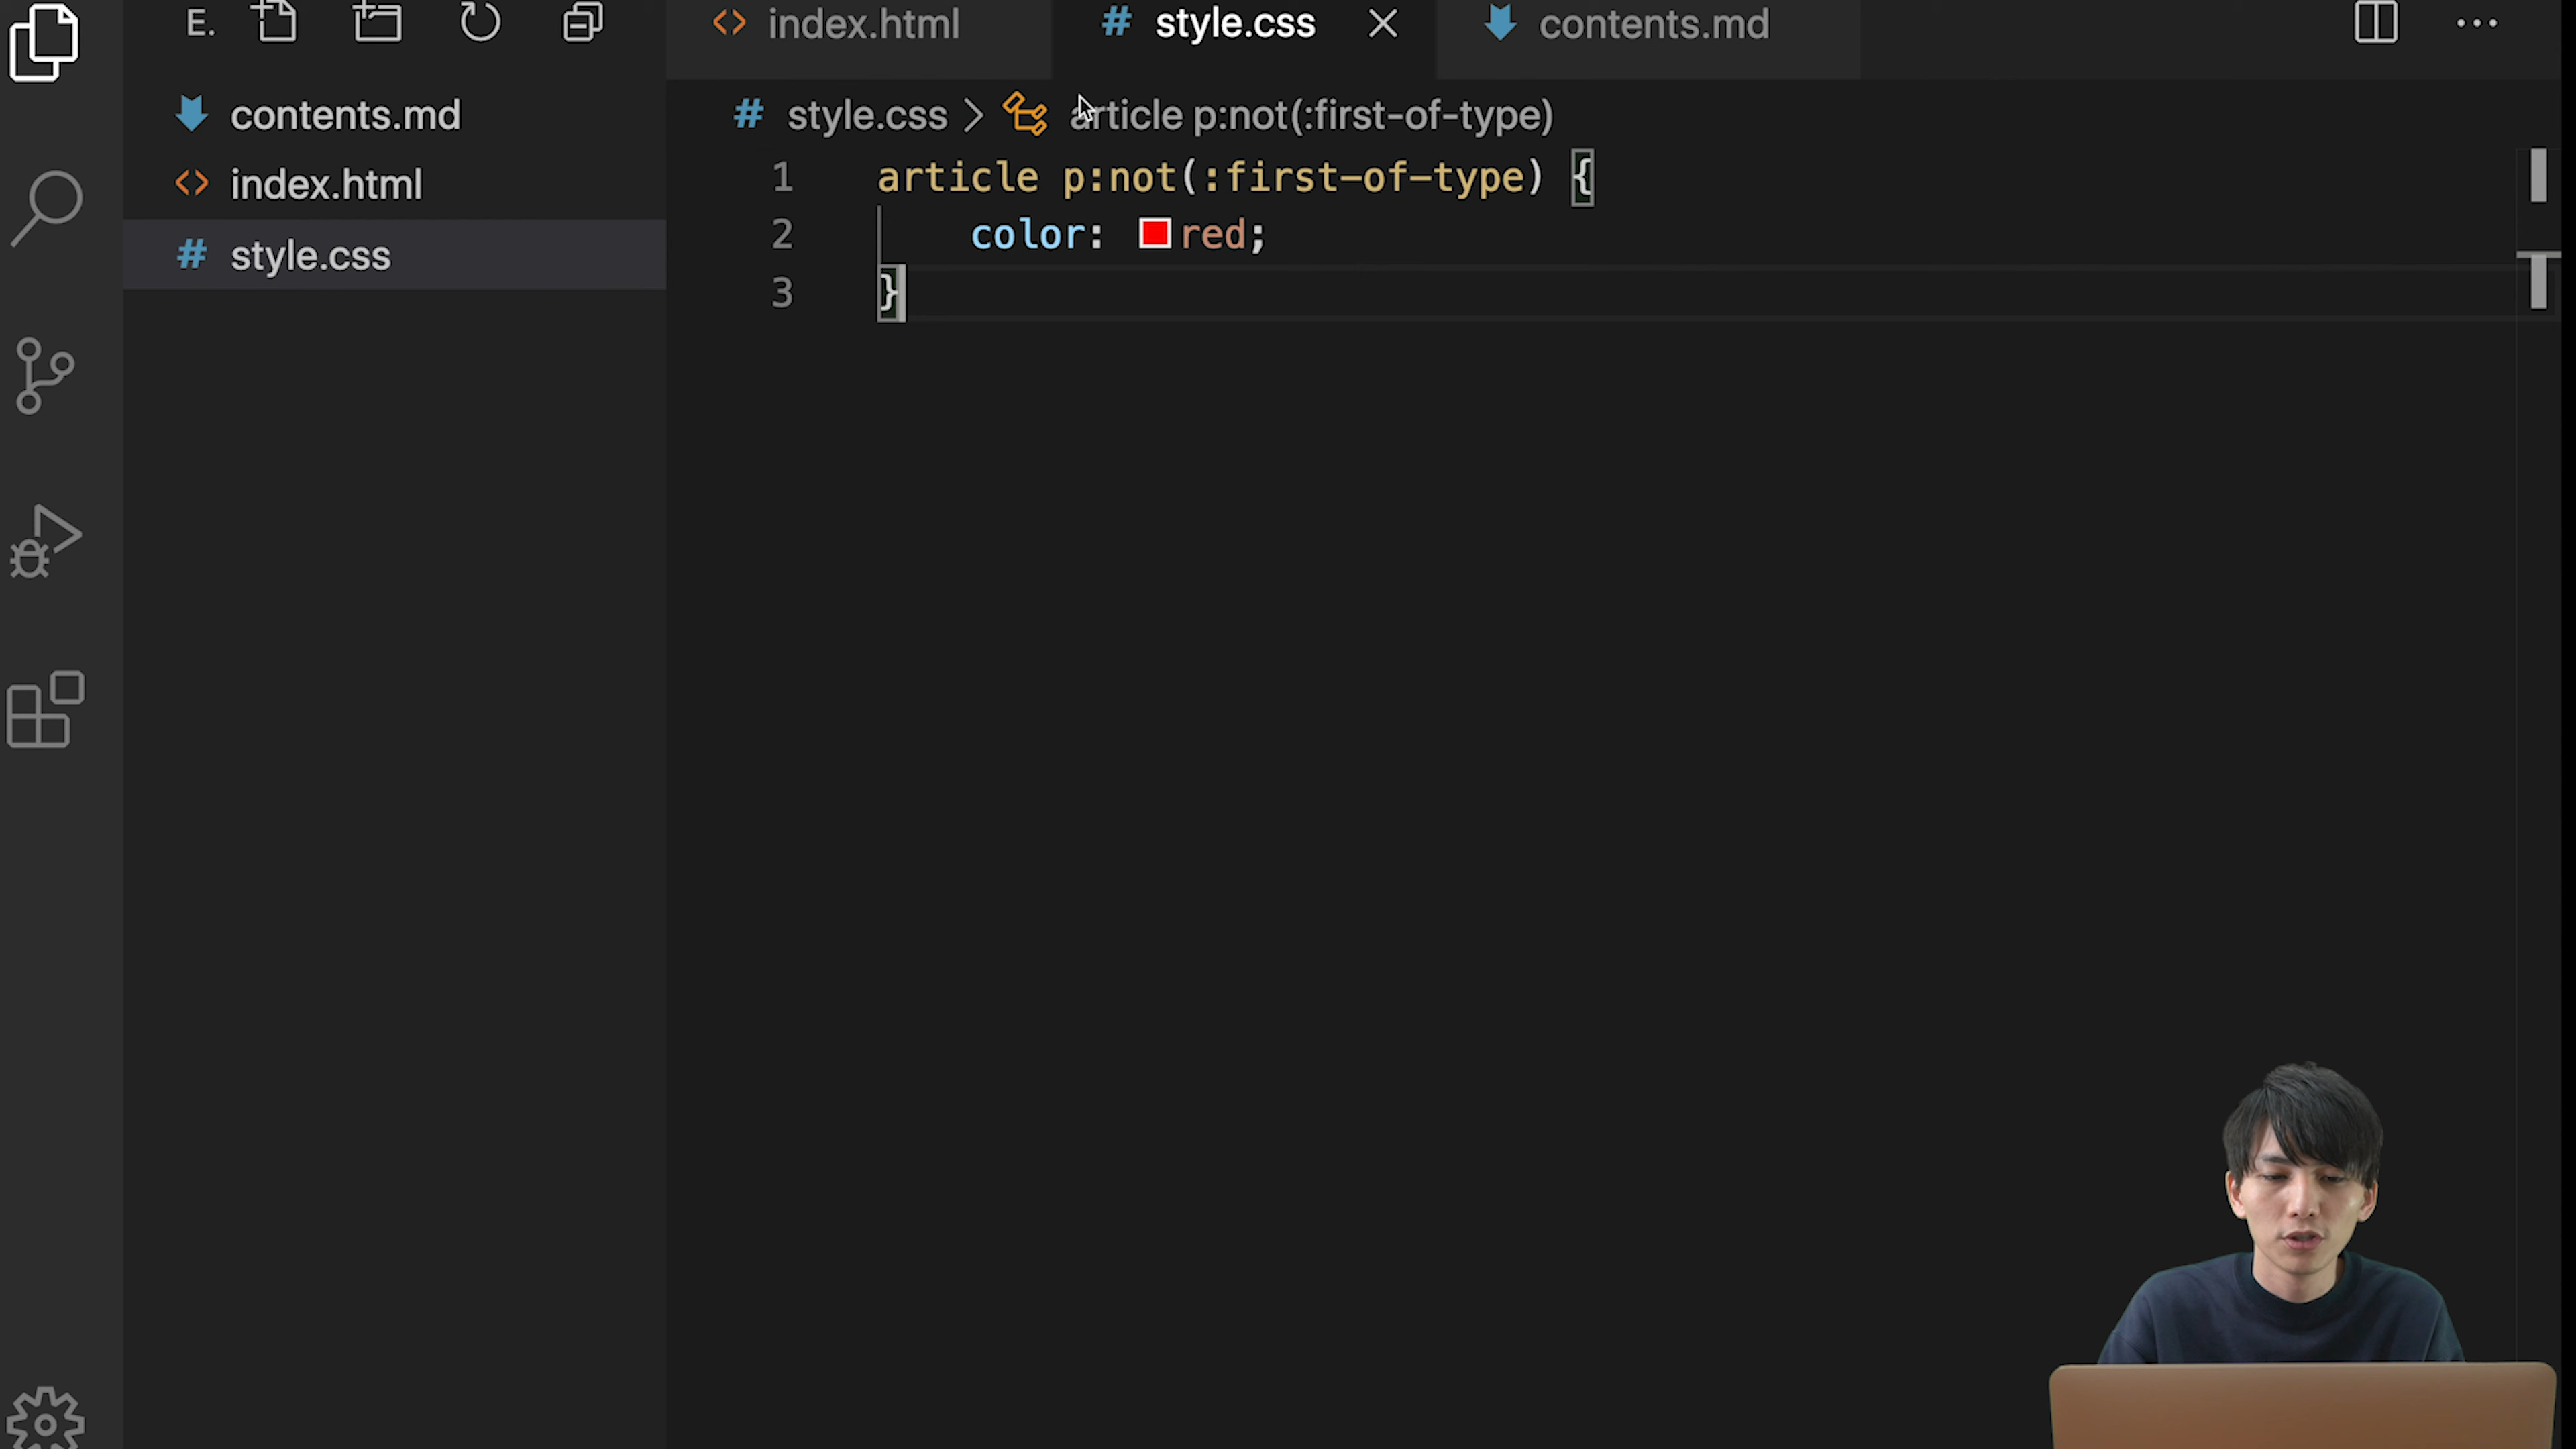 E.
index.html
style.css
contents.md
contents.md
index.html
style.css
style.css > article p:not(:first-of-type)
1 article p:not(:first-of-type) {
2 color: red;
3 }